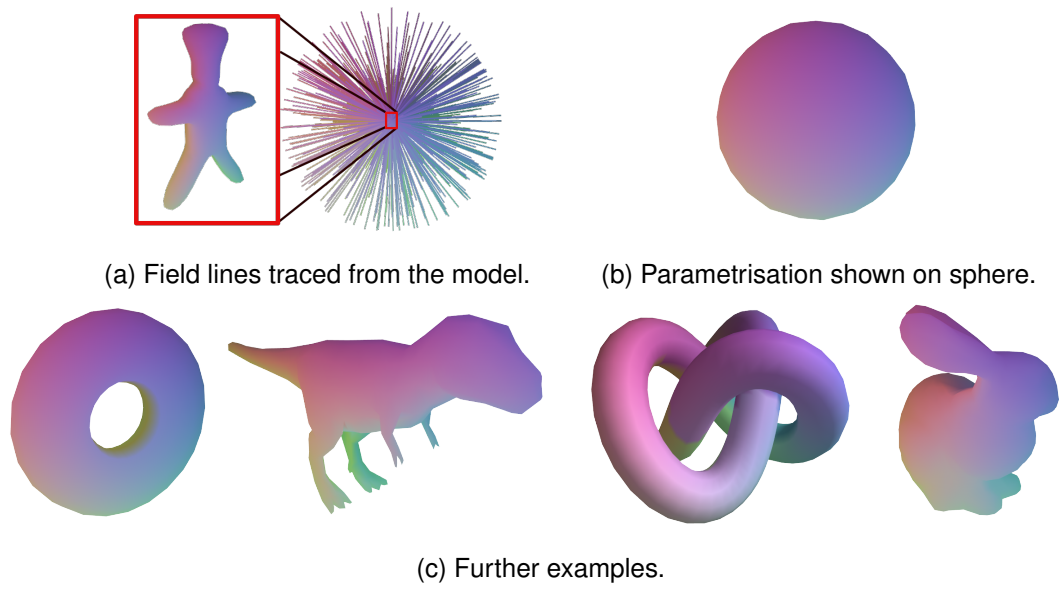 (a) Field lines traced from the model.
(b) Parametrisation shown on sphere.
(c) Further examples.